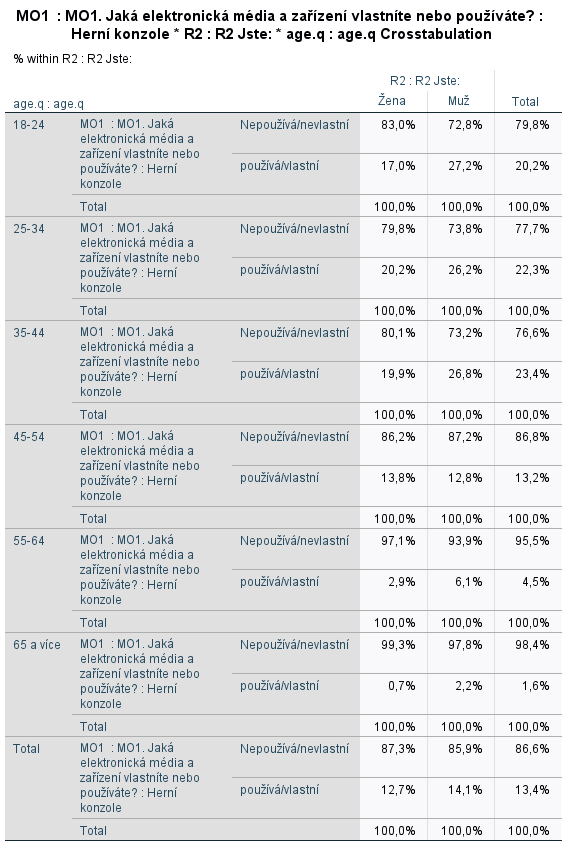 MO1  : MO1. Jaká elektronická média a zařízení vlastníte nebo používáte? :
Herní konzole * R2 : R2 Jste: * age.q : age.q Crosstabulation
% within R2 : R2 Jste:
R2 : R2 Jste:
age.q : age.q Žena Muž Total
18-24 MO1  : MO1. Jaká Nepoužívá/nevlastní 83,0% 72,8% 79,8%
elektronická média a
zařízení vlastníte nebo
používáte? : Herní používá/vlastní 17,0% 27,2% 20,2%
konzole
Total 100,0% 100,0% 100,0%
25-34 MO1  : MO1. Jaká Nepoužívá/nevlastní 79,8% 73,8% 77,7%
elektronická média a
zařízení vlastníte nebo
používáte? : Herní používá/vlastní 20,2% 26,2% 22,3%
konzole
Total 100,0% 100,0% 100,0%
35-44 MO1  : MO1. Jaká Nepoužívá/nevlastní 80,1% 73,2% 76,6%
elektronická média a
zařízení vlastníte nebo
používáte? : Herní používá/vlastní 19,9% 26,8% 23,4%
konzole
Total 100,0% 100,0% 100,0%
45-54 MO1  : MO1. Jaká Nepoužívá/nevlastní 86,2% 87,2% 86,8%
elektronická média a
zařízení vlastníte nebo
používáte? : Herní používá/vlastní 13,8% 12,8% 13,2%
konzole
Total 100,0% 100,0% 100,0%
55-64 MO1  : MO1. Jaká Nepoužívá/nevlastní 97,1% 93,9% 95,5%
elektronická média a
zařízení vlastníte nebo
používáte? : Herní používá/vlastní 2,9% 6,1% 4,5%
konzole
Total 100,0% 100,0% 100,0%
65 a více MO1  : MO1. Jaká Nepoužívá/nevlastní 99,3% 97,8% 98,4%
elektronická média a
zařízení vlastníte nebo
používáte? : Herní používá/vlastní 0,7% 2,2% 1,6%
konzole
Total 100,0% 100,0% 100,0%
Total MO1  : MO1. Jaká Nepoužívá/nevlastní 87,3% 85,9% 86,6%
elektronická média a
zařízení vlastníte nebo
používáte? : Herní používá/vlastní 12,7% 14,1% 13,4%
konzole
Total 100,0% 100,0% 100,0%